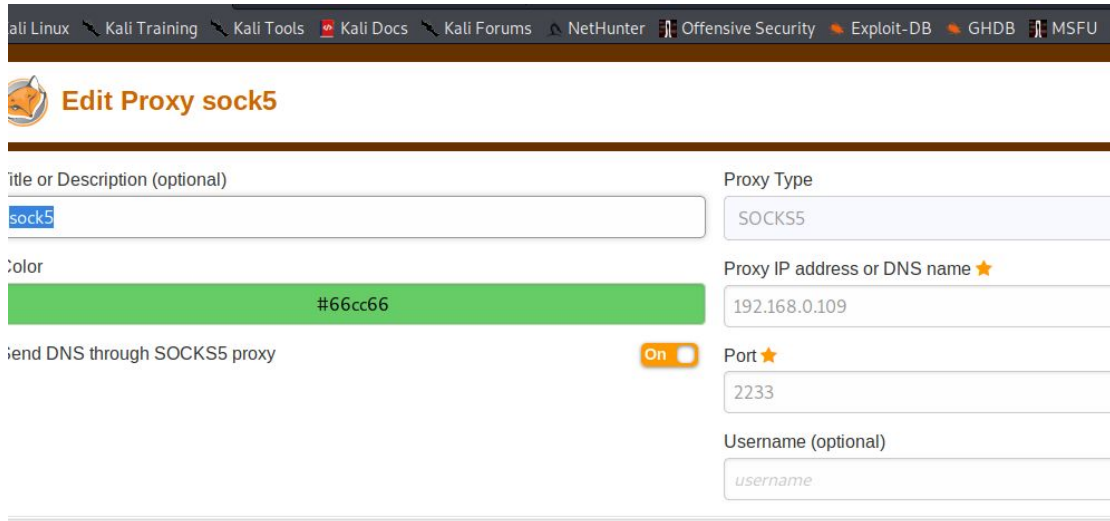 ali Linux Kali Training Kali Tools Kali Docs Kali Forums NetHunter Offensive Security Exploit-DB GHDB MSFU
Edit Proxy sock5
itle or Description (optional)
sock5
Color
#66cc66
Send DNS through SOCKS5 proxy On
Proxy Type
SOCKS5
Proxy IP address or DNS name
192.168.0.109
Port
2233
Username (optional)
username